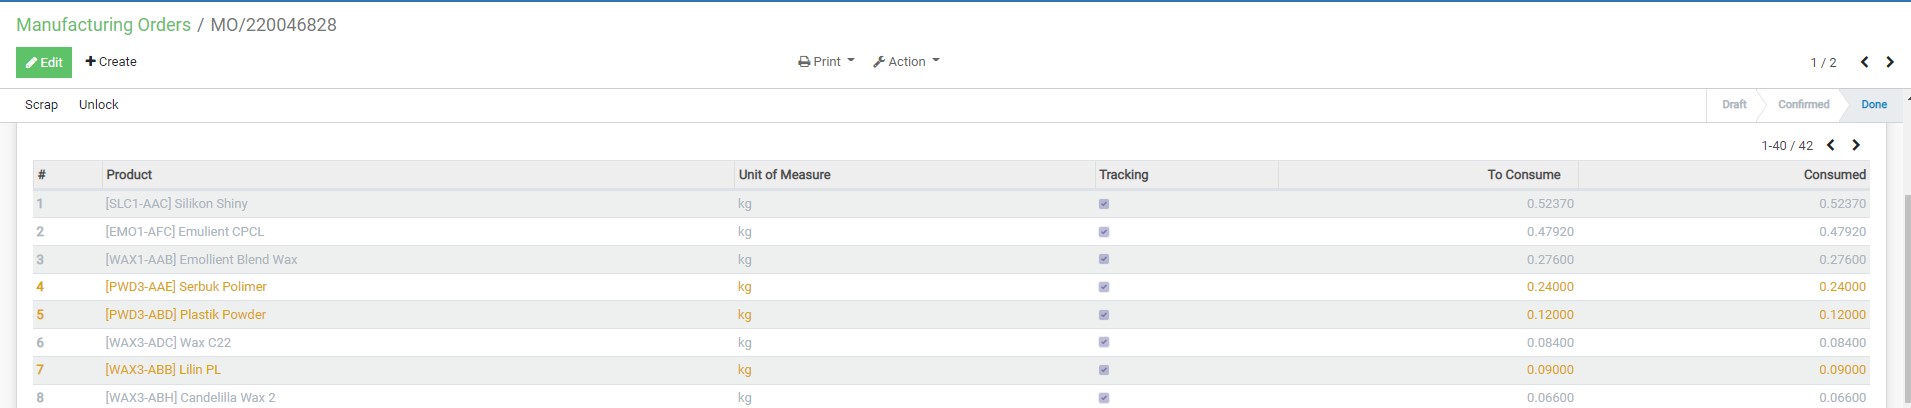 Manufacturing Orders / MO/220046828
Edit Create Print Action 1 / 2
Scrap Unlock Draft Confirmed Done
1-40 / 42
# Product Unit of Measure Tracking To Consume Consumed
1 [SLC1-AAC] Silikon Shiny kg 0.52370 0.52370
2 [EMO1-AFC] Emulient CPCL kg 0.47920 0.47920
3 [WAX1-AAB] Emollient Blend Wax kg 0.27600 0.27600
4 [PWD3-AAE] Serbuk Polimer kg 0.24000 0.24000
5 [PWD3-ABD] Plastik Powder kg 0.12000 0.12000
6 [WAX3-ADC] Wax C22 kg 0.08400 0.08400
7 [WAX3-ABB] Lilin PL kg 0.09000 0.09000
8 [WAX3-ABH] Candelilla Wax 2 kg 0.06600 0.06600